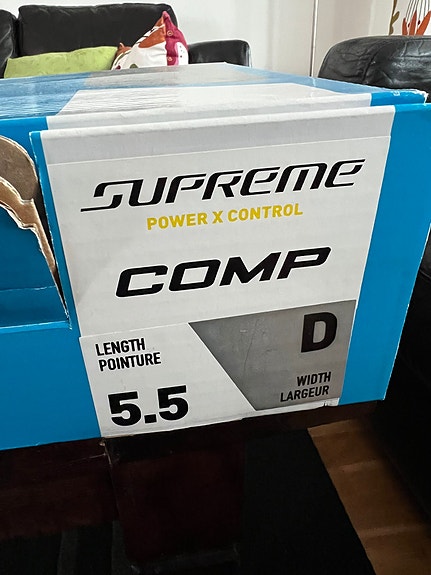 SUPREME
POWER X CONTROL
COMP
LENGTH
POINTURE
5.5
D
WIDTH
LARGEUR